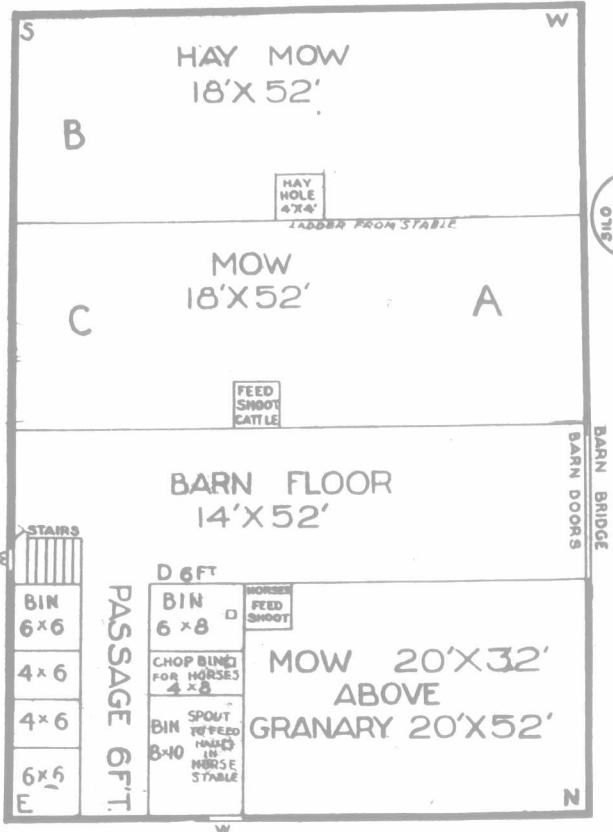 S
W
HAY MOW
18'X 52'
B
HAY
HOLE
4'X4'
LADDER FROM STABLE
SILO
MOW
18'X 52'
C
A
FEED
SHOOT
CATTLE
BARN FLOOR
14'X 52'
BARN DOORS
BARN BRIDGE
STAIRS
D 6FT
BIN
6×6
4×6
4×6
6×6
PASSAGE 6FT.
BIN
6×8
CHOP BIN
FOR HORSES
4×8
BIN
8×10
SPOUT
TO FEED
IN
HORSE
STABLE
HORSES
FEED
SHOOT
MOW 20'X32'
ABOVE
GRANARY 20'X52'
E
N
W